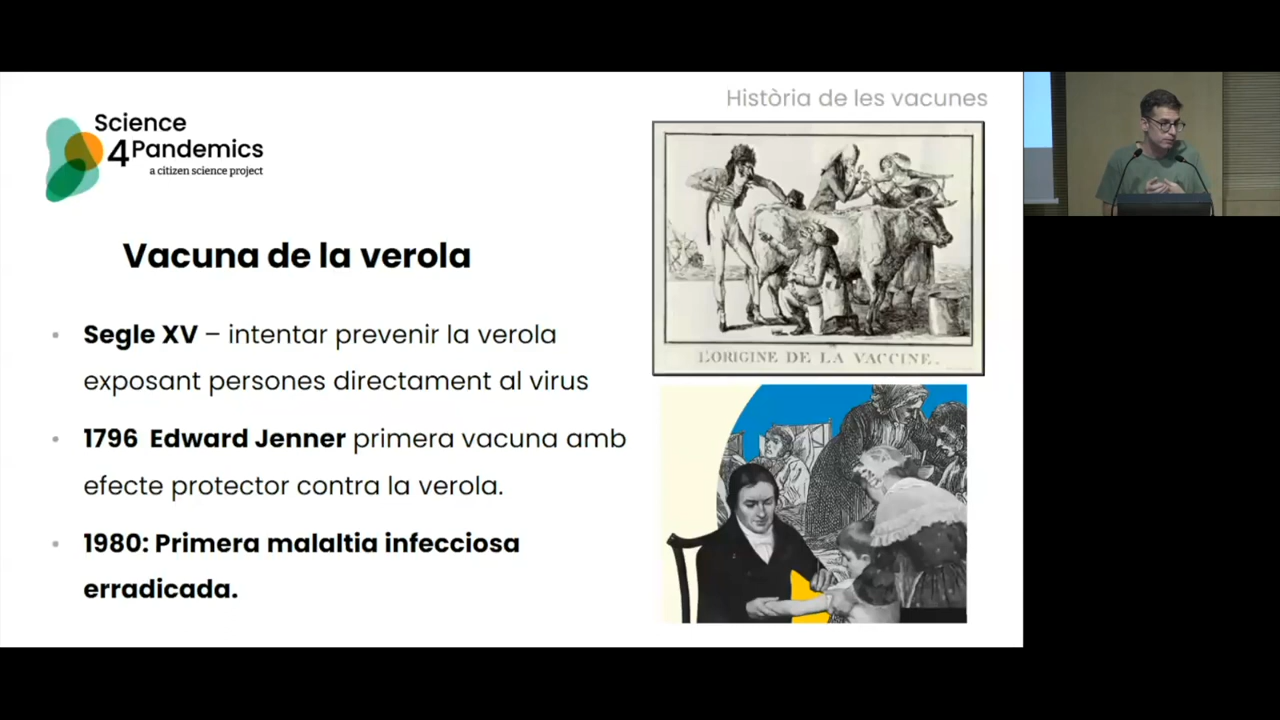 Història de les vacunes
Science
4Pandemics
a citizen science project
Vacuna de la verola
• Segle XV – intentar prevenir la verola
exposant persones directament al virus
• 1796 Edward Jenner primera vacuna amb
efecte protector contra la verola.
• 1980: Primera malaltia infecciosa
erradicada.
L'ORIGINE DE LA VACCINE.